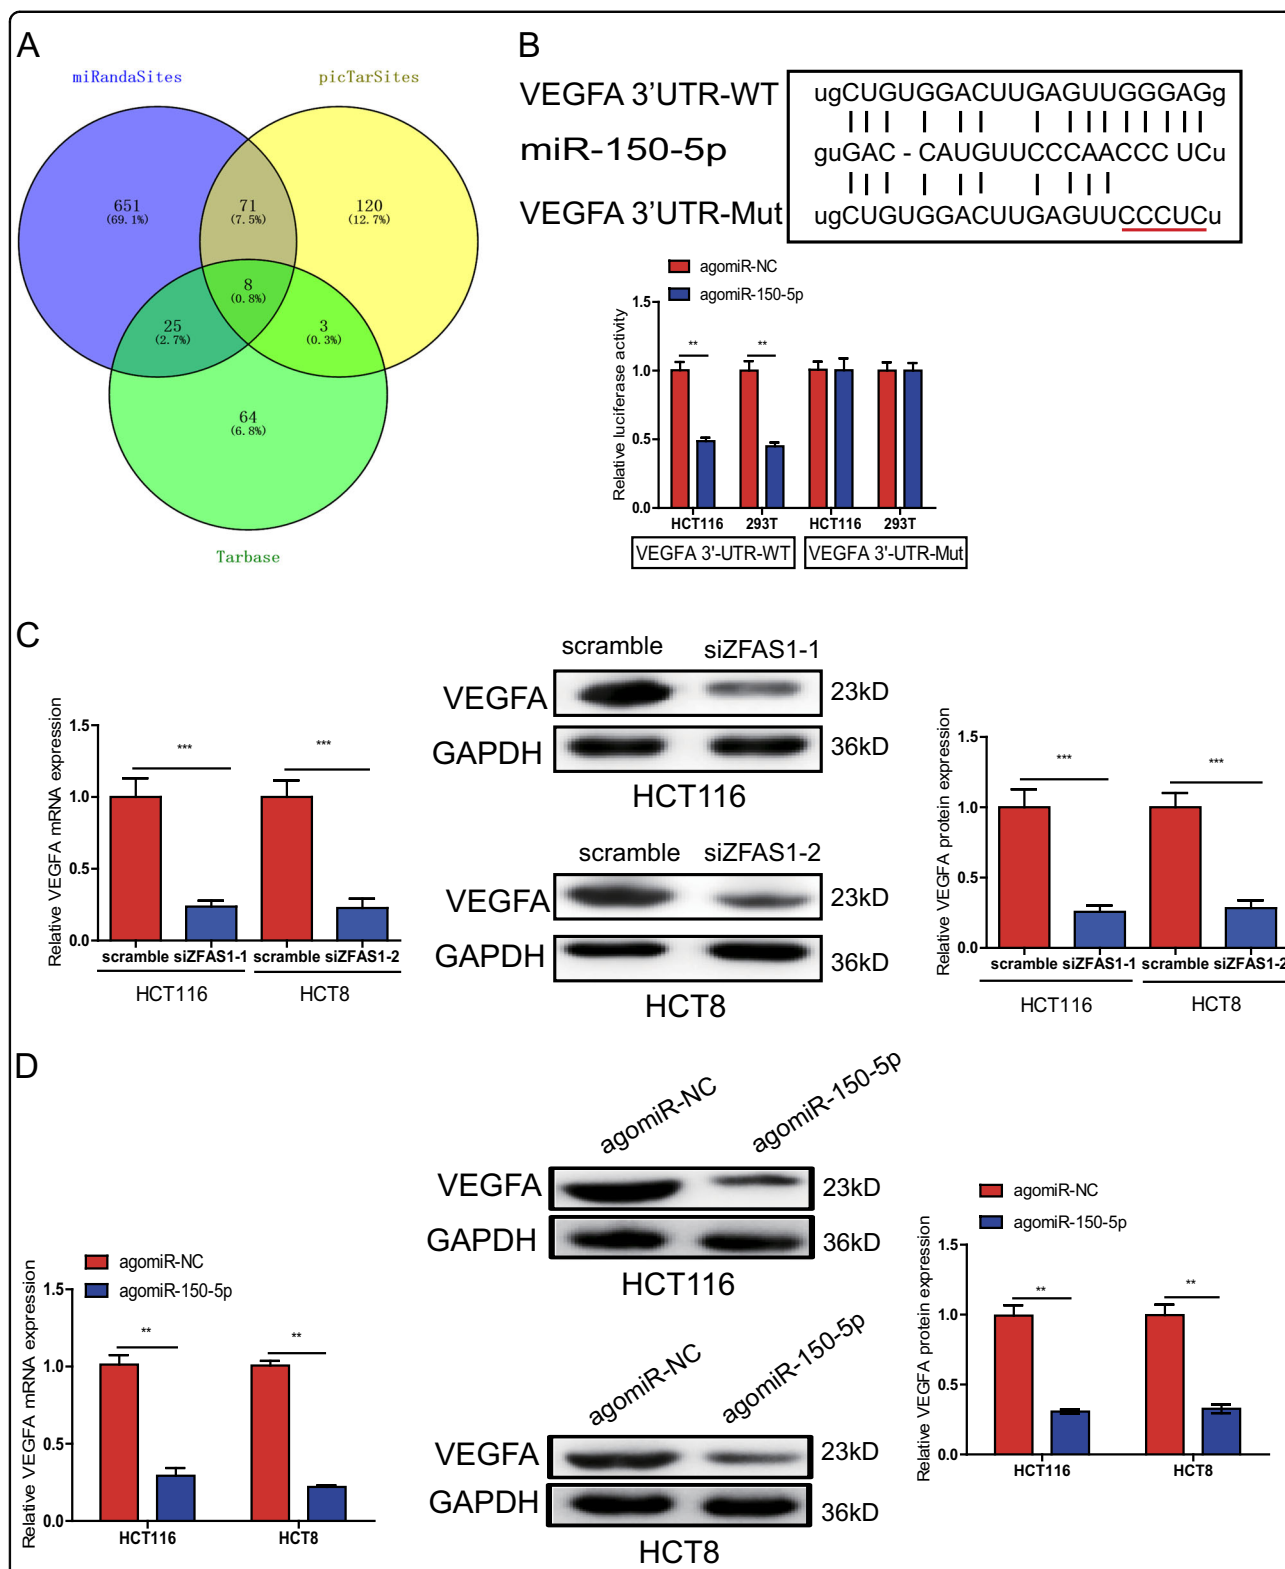 A
miRandaSites
picTarSites
651
(69.1%)
71
(7.5%)
120
(12.7%)
8
(0.8%)
25
(2.7%)
3
(0.3%)
64
(6.8%)
Tarbase
B
VEGFA 3'UTR-WT
ugCUGUGGACUUGAGUUGGGAGg
miR-150-5p
guGAC - CAUGUUCCCAACCC UCu
VEGFA 3'UTR-Mut
ugCUGUGGACUUGAGUUCCCUCu
agomiR-NC
agomiR-150-5p
Relative luciferase activity
1.5
1.0
0.5
0.0
** **
HCT116 293T HCT116 293T
VEGFA 3'-UTR-WT VEGFA 3'-UTR-Mut
C
Relative VEGFA mRNA expression
1.5
1.0
0.5
0.0
*** ***
scramble siZFAS1-1 scramble siZFAS1-2
HCT116 HCT8
scramble siZFAS1-1
VEGFA 23kD
GAPDH 36kD
HCT116
scramble siZFAS1-2
VEGFA 23kD
GAPDH 36kD
HCT8
Relative VEGFA protein expression
1.5
1.0
0.5
0.0
*** ***
scramble siZFAS1-1 scramble siZFAS1-2
HCT116 HCT8
D
agomiR-NC
agomiR-150-5p
Relative VEGFA mRNA expression
1.5
1.0
0.5
0.0
** **
HCT116 HCT8
agomiR-NC agomiR-150-5p
VEGFA 23kD
GAPDH 36kD
HCT116
agomiR-NC agomiR-150-5p
VEGFA 23kD
GAPDH 36kD
HCT8
agomiR-NC
agomiR-150-5p
Relative VEGFA protein expression
1.5
1.0
0.5
0.0
** **
HCT116 HCT8